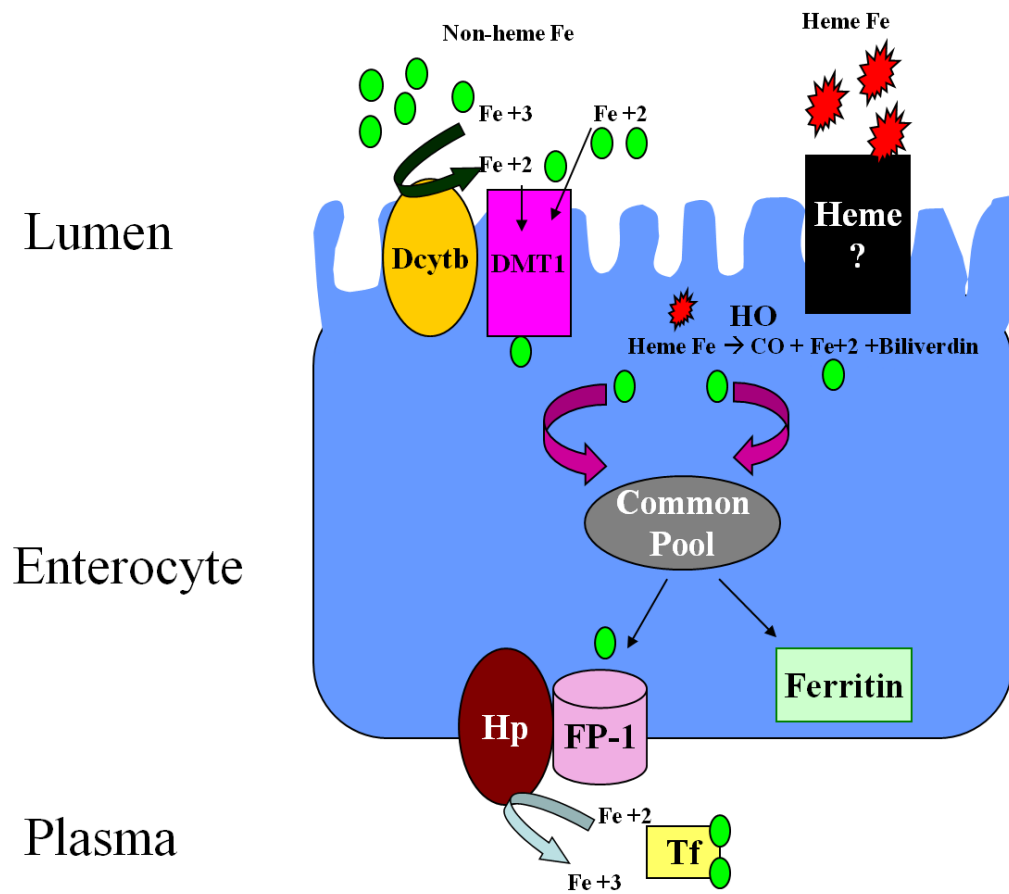 Non-heme Fe
Heme Fe
Fe +3
Fe +2
Fe +2
Lumen
Dcytb
DMT1
Heme
?
HO
Heme Fe → CO + Fe+2 +Biliverdin
Common
Pool
Enterocyte
Ferritin
Hp
FP-1
Fe +2
Plasma
Tf
Fe +3